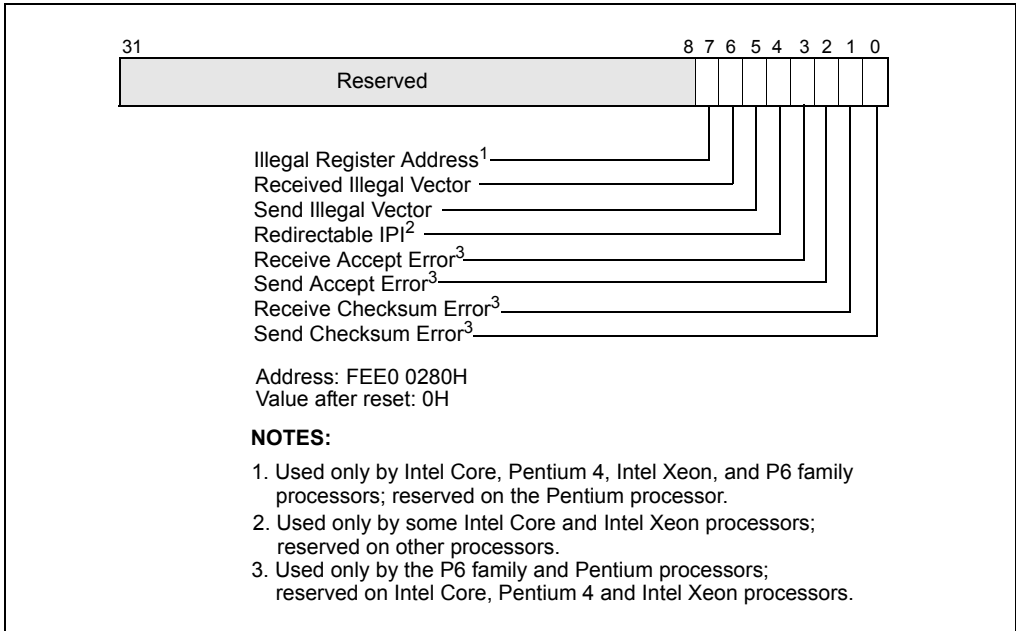 31 8 7 6 5 4 3 2 1 0
Reserved
Illegal Register Address1
Received Illegal Vector
Send Illegal Vector
Redirectable IPI2
Receive Accept Error3
Send Accept Error3
Receive Checksum Error3
Send Checksum Error3
Address: FEE0 0280H
Value after reset: 0H
NOTES:
1. Used only by Intel Core, Pentium 4, Intel Xeon, and P6 family
processors; reserved on the Pentium processor.
2. Used only by some Intel Core and Intel Xeon processors;
reserved on other processors.
3. Used only by the P6 family and Pentium processors;
reserved on Intel Core, Pentium 4 and Intel Xeon processors.